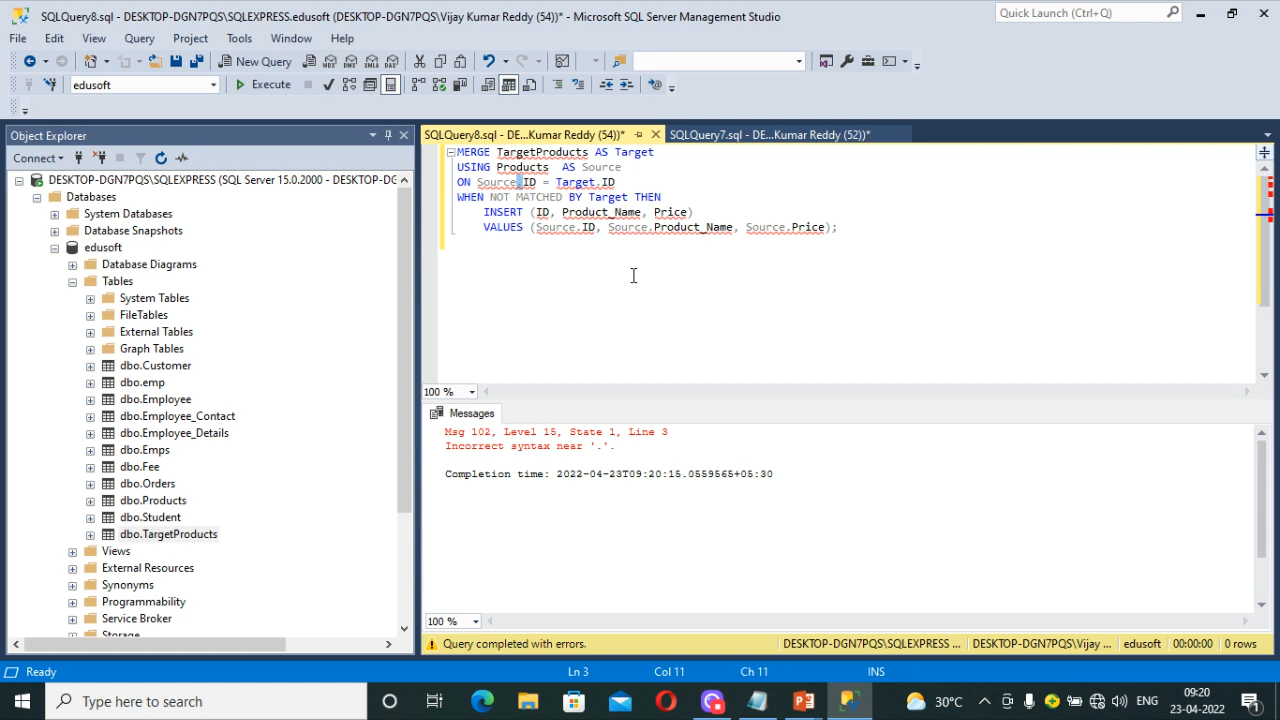 SQLQuery8.sql - DESKTOP-DGN7PQS\SQLEXPRESS.edusoft (DESKTOP-DGN7PQS\Vijay Kumar Reddy (54))* - Microsoft SQL Server Management Studio
Quick Launch (Ctrl+Q)
File Edit View Query Project Tools Window Help
New Query
edusoft
Execute
Object Explorer
SQLQuery8.sql - DE...Kumar Reddy (54))*
SQLQuery7.sql - DE...Kumar Reddy (52))*
Connect
DESKTOP-DGN7PQS\SQLEXPRESS (SQL Server 15.0.2000 - DESKTOP-DG
Databases
System Databases
Database Snapshots
edusoft
Database Diagrams
Tables
System Tables
FileTables
External Tables
Graph Tables
dbo.Customer
dbo.emp
dbo.Employee
dbo.Employee_Contact
dbo.Employee_Details
dbo.Emps
dbo.Fee
dbo.Orders
dbo.Products
dbo.Student
dbo.TargetProducts
Views
External Resources
Synonyms
Programmability
Service Broker
Storage
MERGE TargetProducts AS Target
USING Products AS Source
ON Source.ID = Target.ID
WHEN NOT MATCHED BY Target THEN
INSERT (ID, Product_Name, Price)
VALUES (Source.ID, Source.Product_Name, Source.Price);
100 %
Messages
Msg 102, Level 15, State 1, Line 3
Incorrect syntax near '.'.
Completion time: 2022-04-23T09:20:15.0559565+05:30
100 %
Query completed with errors.
DESKTOP-DGN7PQS\SQLEXPRESS ...
DESKTOP-DGN7PQS\Vijay ...
edusoft
00:00:00
0 rows
Ready
Ln 3
Col 11
Ch 11
INS
Type here to search
30°C
ENG
09:20
23-04-2022
1